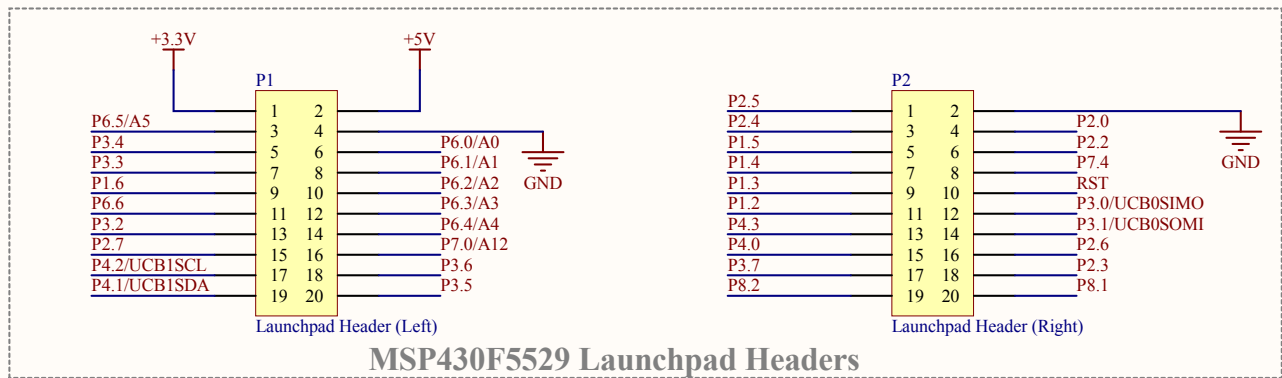 +3.3V
+5V
P1
P2
1 2
3 4
5 6
7 8
9 10
11 12
13 14
15 16
17 18
19 20
P6.5/A5
P3.4
P3.3
P1.6
P6.6
P3.2
P2.7
P4.2/UCB1SCL
P4.1/UCB1SDA
P6.0/A0
P6.1/A1
P6.2/A2
P6.3/A3
P6.4/A4
P7.0/A12
P3.6
P3.5
GND
Launchpad Header (Left)
P2.5
P2.4
P1.5
P1.4
P1.3
P1.2
P4.3
P4.0
P3.7
P8.2
1 2
3 4
5 6
7 8
9 10
11 12
13 14
15 16
17 18
19 20
P2.0
P2.2
P7.4
RST
P3.0/UCB0SIMO
P3.1/UCB0SOMI
P2.6
P2.3
P8.1
GND
Launchpad Header (Right)
MSP430F5529 Launchpad Headers